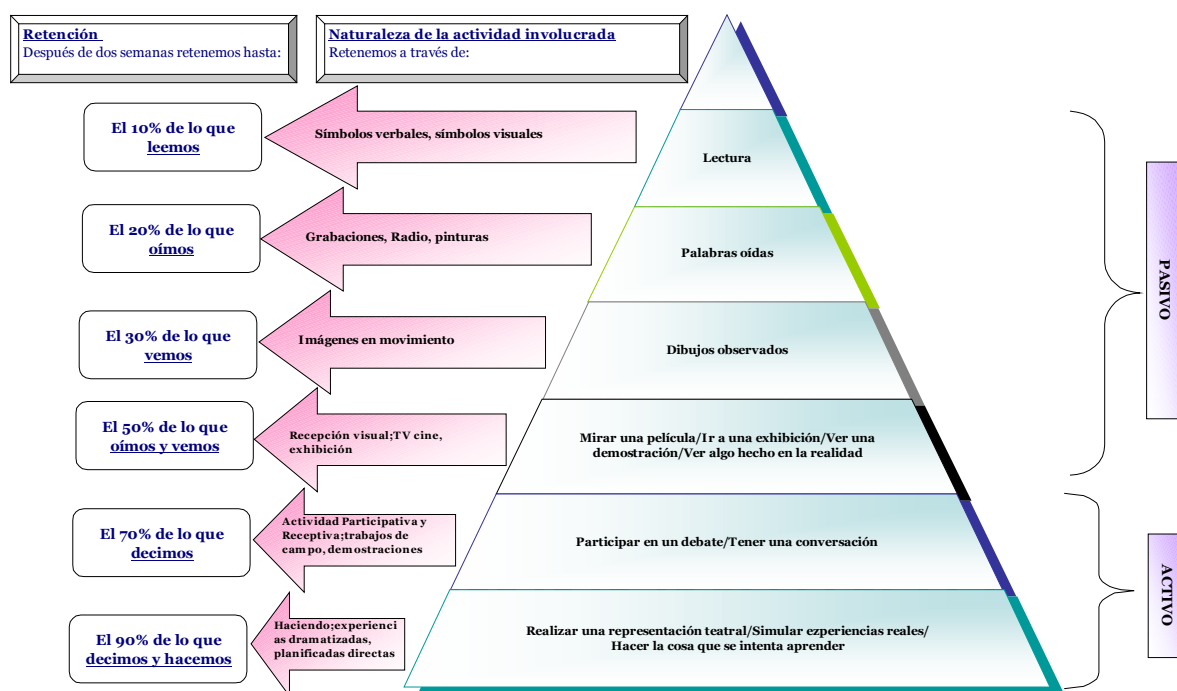 Retención
Después de dos semanas retenemos hasta:
Naturaleza de la actividad involucrada
Retenemos a través de:
El 10% de lo que
leemos
Símbolos verbales, símbolos visuales
Lectura
El 20% de lo que
oímos
Grabaciones, Radio, pinturas
Palabras oídas
El 30% de lo que
vemos
Imágenes en movimiento
Dibujos observados
El 50% de lo que
oímos y vemos
Recepción visual;TV cine,
exhibición
Mirar una película/Ir a una exhibición/Ver una
demostración/Ver algo hecho en la realidad
PASIVO
El 70% de lo que
decimos
Actividad Participativa y
Receptiva;trabajos de
campo, demostraciones
Participar en un debate/Tener una conversación
El 90% de lo que
decimos y hacemos
Haciendo;experienc
ias dramatizadas,
planificadas directas
Realizar una representación teatral/Simular experiencias reales/
Hacer la cosa que se intenta aprender
ACTIVO